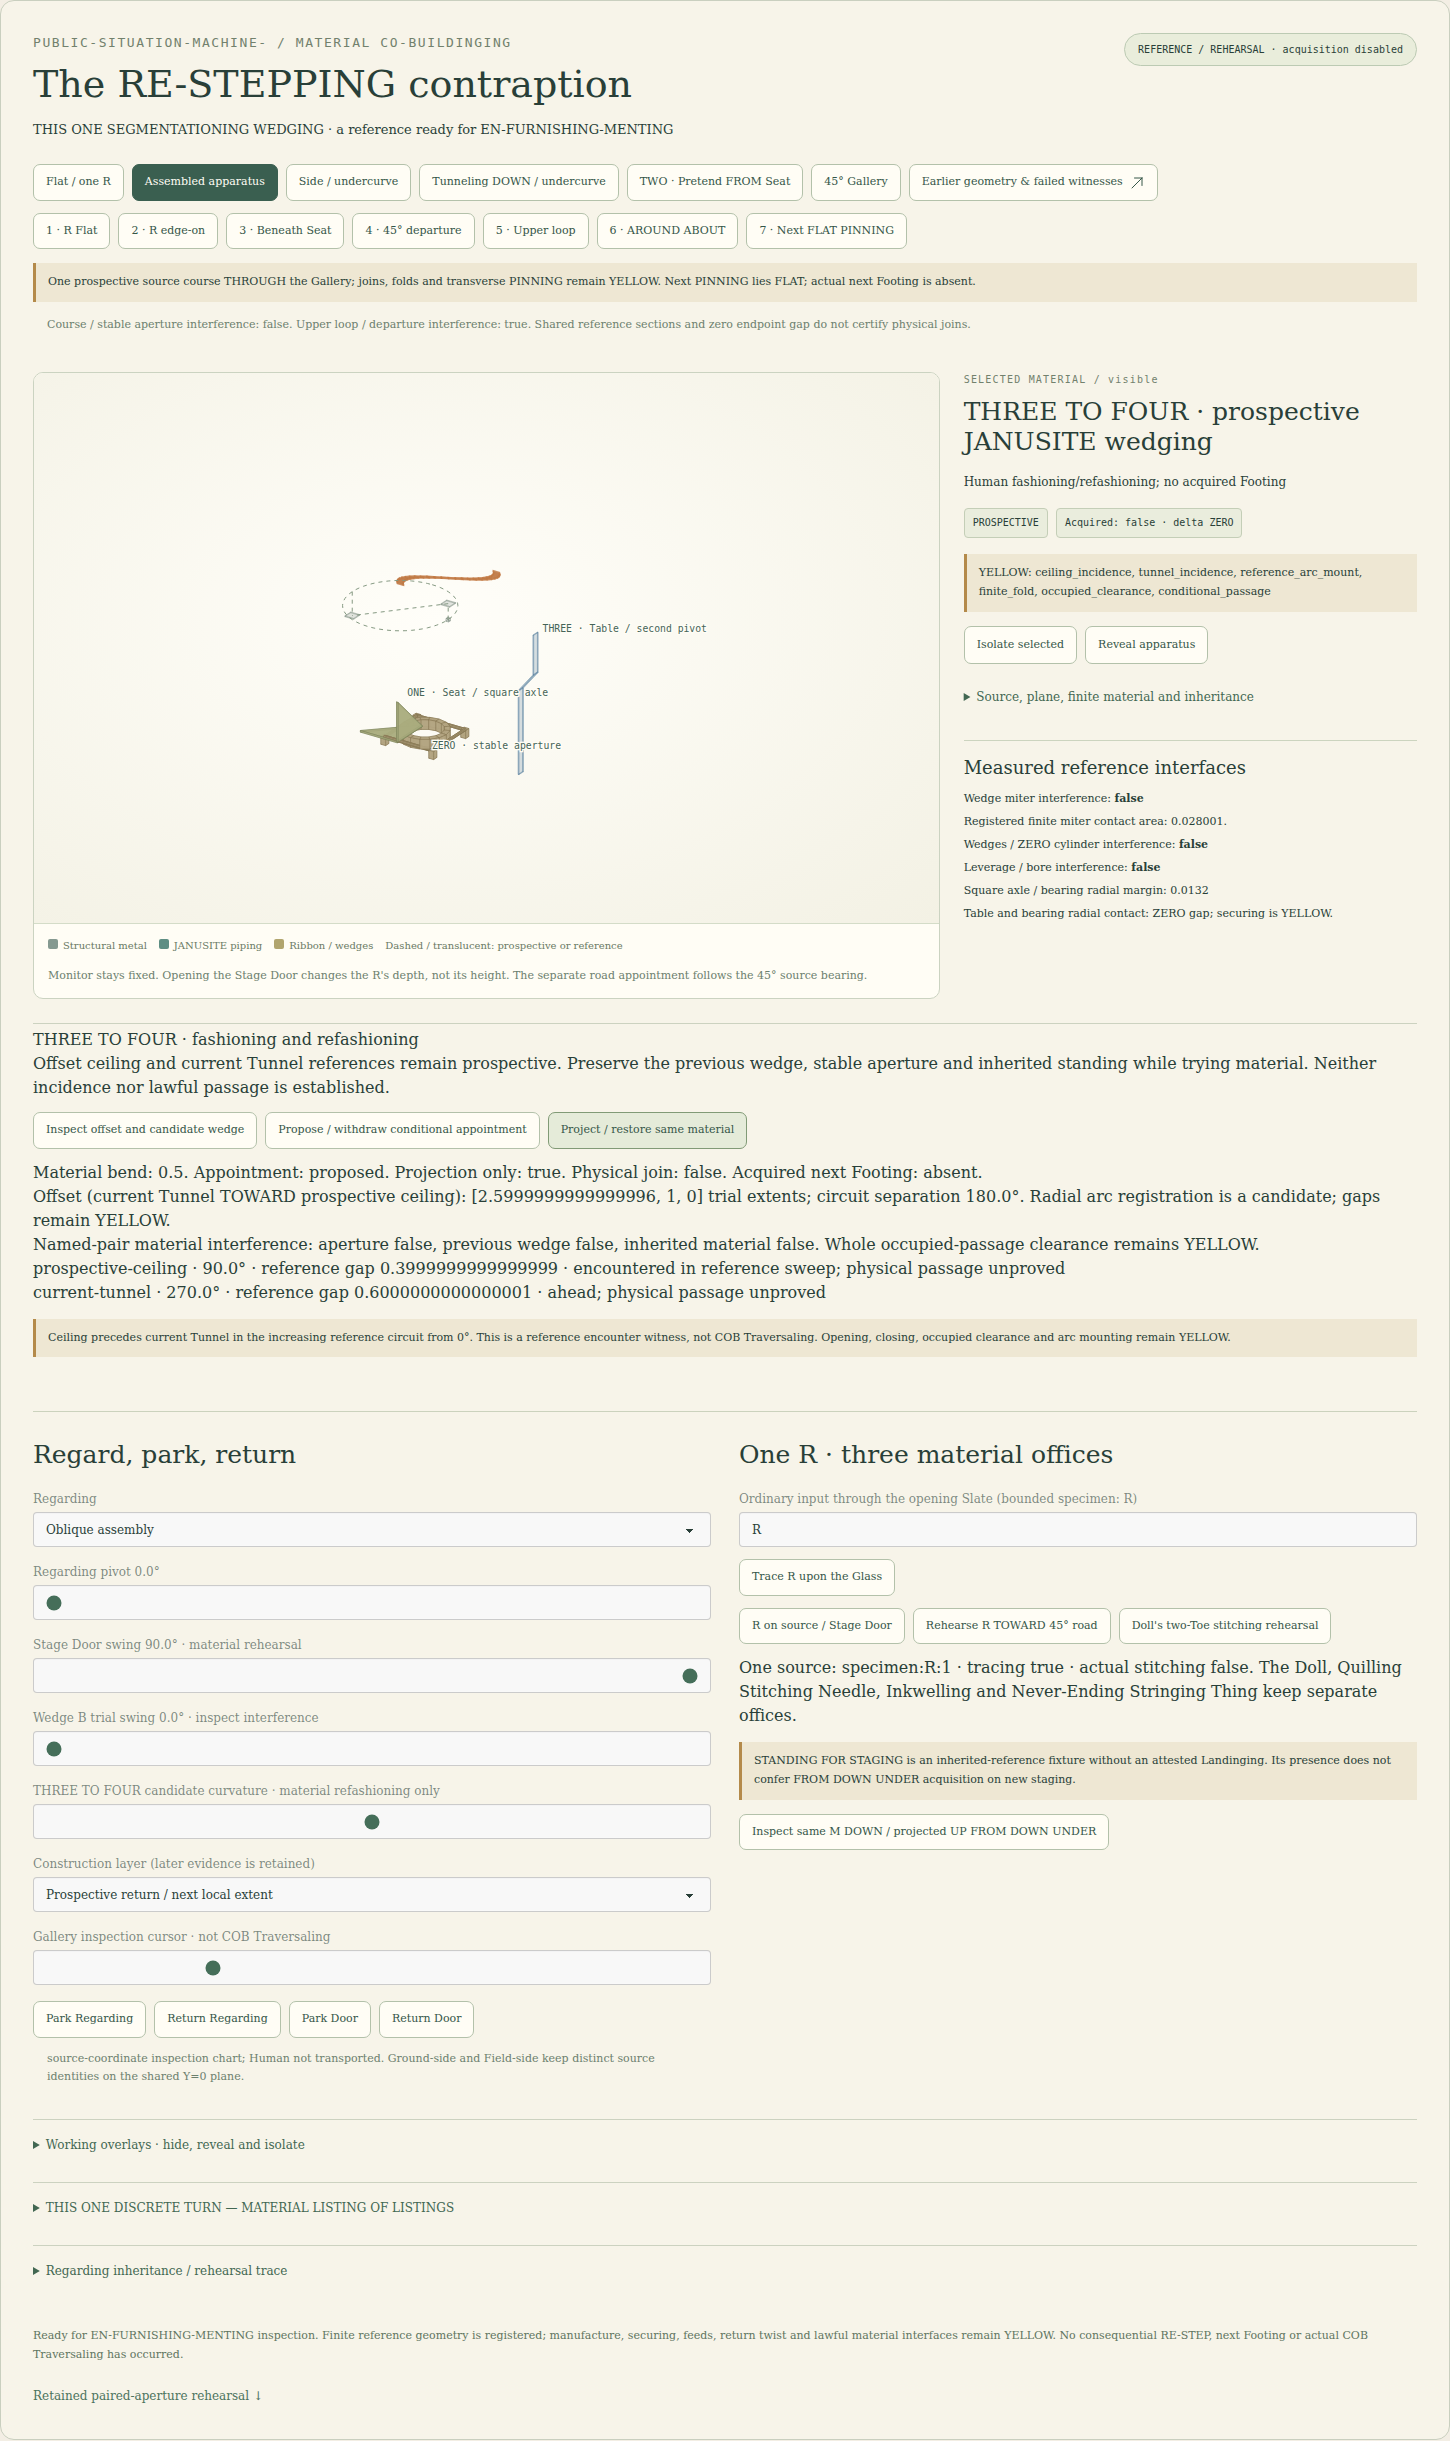 PUBLIC-SITUATION-MACHINE- / MATERIAL CO-BUILDINGING
REFERENCE / REHEARSAL · acquisition disabled
The RE-STEPPING contraption
THIS ONE SEGMENTATIONING WEDGING · a reference ready for EN-FURNISHING-MENTING
Flat / one R
Assembled apparatus
Side / undercurve
Tunneling DOWN / undercurve
TWO · Pretend FROM Seat
45° Gallery
Earlier geometry & failed witnesses
1 · R Flat
2 · R edge-on
3 · Beneath Seat
4 · 45° departure
5 · Upper loop
6 · AROUND ABOUT
7 · Next FLAT PINNING
One prospective source course THROUGH the Gallery; joins, folds and transverse PINNING remain YELLOW. Next PINNING lies FLAT; actual next Footing is absent.
Course / stable aperture interference: false. Upper loop / departure interference: true. Shared reference sections and zero endpoint gap do not certify physical joins.
THREE · Table / second pivot
ONE · Seat / square axle
ZERO · stable aperture
Structural metal
JANUSITE piping
Ribbon / wedges
Dashed / translucent: prospective or reference
Monitor stays fixed. Opening the Stage Door changes the R's depth, not its height. The separate road appointment follows the 45° source bearing.
SELECTED MATERIAL / visible
THREE TO FOUR · prospective
JANUSITE wedging
Human fashioning/refashioning; no acquired Footing
PROSPECTIVE
Acquired: false · delta ZERO
YELLOW: ceiling_incidence, tunnel_incidence, reference_arc_mount,
finite_fold, occupied_clearance, conditional_passage
Isolate selected
Reveal apparatus
Source, plane, finite material and inheritance
Measured reference interfaces
Wedge miter interference: false
Registered finite miter contact area: 0.028001.
Wedges / ZERO cylinder interference: false
Leverage / bore interference: false
Square axle / bearing radial margin: 0.0132
Table and bearing radial contact: ZERO gap; securing is YELLOW.
THREE TO FOUR · fashioning and refashioning
Offset ceiling and current Tunnel references remain prospective. Preserve the previous wedge, stable aperture and inherited standing while trying material. Neither
incidence nor lawful passage is established.
Inspect offset and candidate wedge
Propose / withdraw conditional appointment
Project / restore same material
Material bend: 0.5. Appointment: proposed. Projection only: true. Physical join: false. Acquired next Footing: absent.
Offset (current Tunnel TOWARD prospective ceiling): [2.5999999999999996, 1, 0] trial extents; circuit separation 180.0°. Radial arc registration is a candidate; gaps
remain YELLOW.
Named-pair material interference: aperture false, previous wedge false, inherited material false. Whole occupied-passage clearance remains YELLOW.
prospective-ceiling · 90.0° · reference gap 0.3999999999999999 · encountered in reference sweep; physical passage unproved
current-tunnel · 270.0° · reference gap 0.6000000000000001 · ahead; physical passage unproved
Ceiling precedes current Tunnel in the increasing reference circuit from 0°. This is a reference encounter witness, not COB Traversaling. Opening, closing, occupied clearance and arc mounting remain YELLOW.
Regard, park, return
Regarding
Oblique assembly
Regarding pivot 0.0°
Stage Door swing 90.0° · material rehearsal
Wedge B trial swing 0.0° · inspect interference
THREE TO FOUR candidate curvature · material refashioning only
Construction layer (later evidence is retained)
Prospective return / next local extent
Gallery inspection cursor · not COB Traversaling
Park Regarding
Return Regarding
Park Door
Return Door
source-coordinate inspection chart; Human not transported. Ground-side and Field-side keep distinct source
identities on the shared Y=0 plane.
One R · three material offices
Ordinary input through the opening Slate (bounded specimen: R)
R
Trace R upon the Glass
R on source / Stage Door
Rehearse R TOWARD 45° road
Doll's two-Toe stitching rehearsal
One source: specimen:R:1 · tracing true · actual stitching false. The Doll, Quilling
Stitching Needle, Inkwelling and Never-Ending Stringing Thing keep separate
offices.
STANDING FOR STAGING is an inherited-reference fixture without an attested Landinging. Its presence does not
confer FROM DOWN UNDER acquisition on new staging.
Inspect same M DOWN / projected UP FROM DOWN UNDER
Working overlays · hide, reveal and isolate
THIS ONE DISCRETE TURN — MATERIAL LISTING OF LISTINGS
Regarding inheritance / rehearsal trace
Ready for EN-FURNISHING-MENTING inspection. Finite reference geometry is registered; manufacture, securing, feeds, return twist and lawful material interfaces remain YELLOW. No consequential RE-STEP, next Footing or actual COB
Traversaling has occurred.
Retained paired-aperture rehearsal ↓